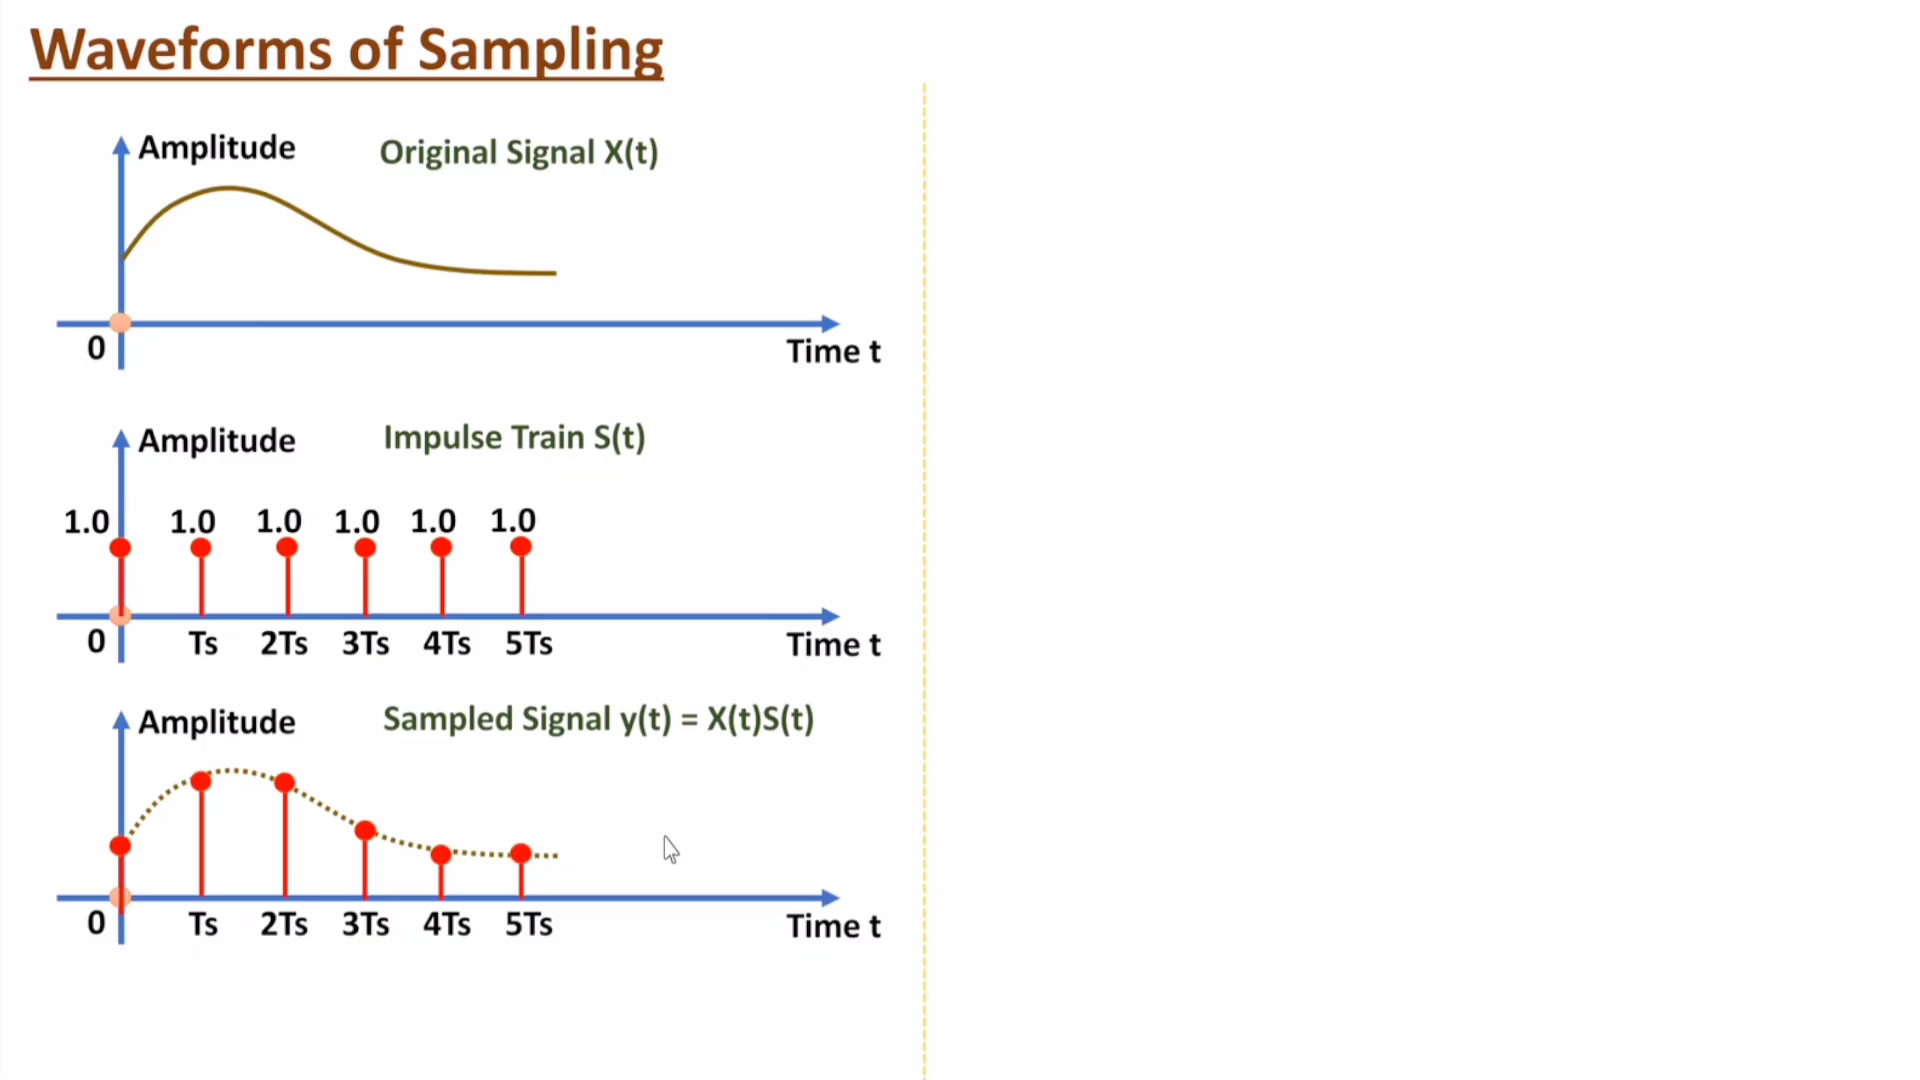 Waveforms of Sampling
Amplitude
Original Signal X(t)
0
Time t
Amplitude
Impulse Train S(t)
1.0 1.0 1.0 1.0 1.0 1.0
0 Ts 2Ts 3Ts 4Ts 5Ts
Time t
Amplitude
Sampled Signal y(t) = X(t)S(t)
0 Ts 2Ts 3Ts 4Ts 5Ts
Time t